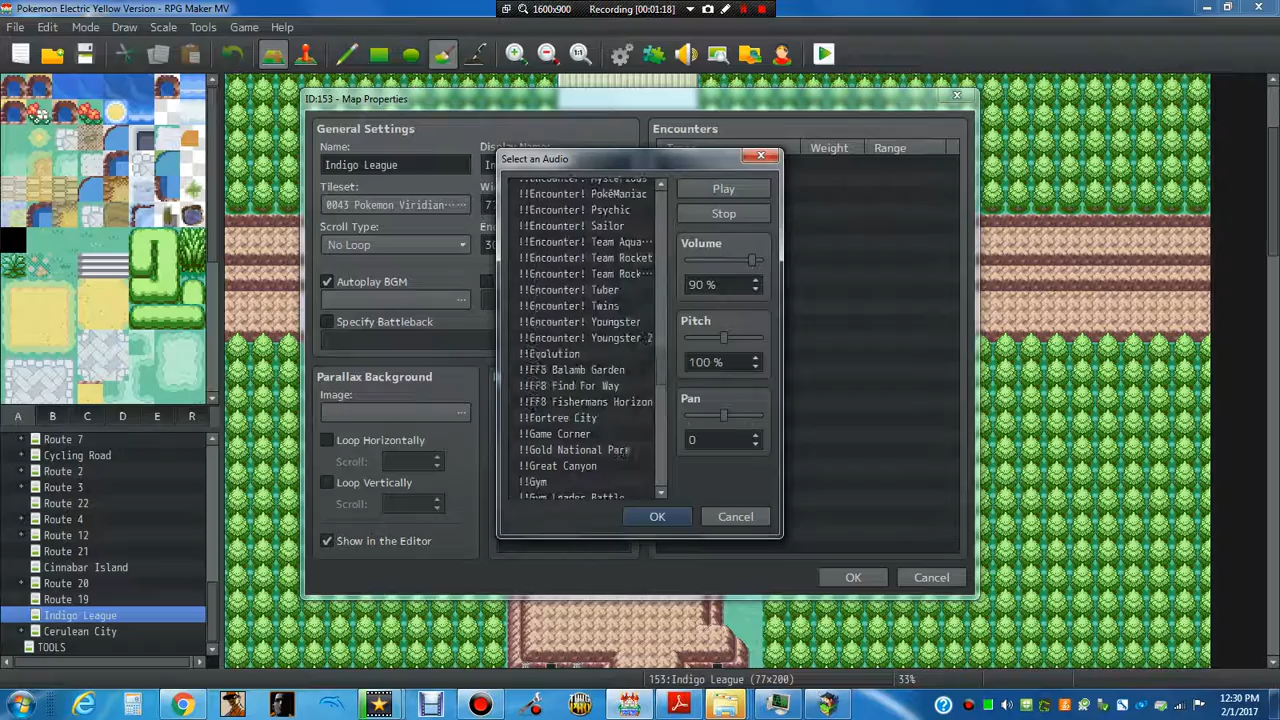 Pokemon Electric Yellow Version - RPG Maker MV
1600x900
Recording [00:01:18]
File Edit Mode Draw Scale Tools Game Help
1:1
ID:153 - Map Properties
General Settings
Name:
Indigo League
Tileset:
0043 Pokemon Viridian···
Scroll Type:
No Loop
Autoplay BGM
···
Specify Battleback
Parallax Background
Image:
···
Loop Horizontally
Scroll:
Loop Vertically
Scroll:
Show in the Editor
Encounters
Weight
Range
OK
Cancel
Select an Audio
!!Encounter! Mysterious
!!Encounter! PokéManiac
!!Encounter! Psychic
!!Encounter! Sailor
!!Encounter! Team Aqua···
!!Encounter! Team Rocket
!!Encounter! Team Rock···
!!Encounter! Tuber
!!Encounter! Twins
!!Encounter! Youngster
!!Encounter! Youngster 2
!!Evolution
!!FF8 Balamb Garden
!!FF8 Find For Way
!!FF8 Fishermans Horizon
!!Fortree City
!!Game Corner
!!Gold National Park
!!Great Canyon
!!Gym
!!Gym Leader Battle
Play
Stop
Volume
90 %
Pitch
100 %
Pan
0
OK
Cancel
A B C D E R
Route 7
Cycling Road
Route 2
Route 3
Route 22
Route 4
Route 12
Route 21
Cinnabar Island
Route 20
Route 19
Indigo League
Cerulean City
TOOLS
153:Indigo League (77x200)
33%
12:30 PM
2/1/2017